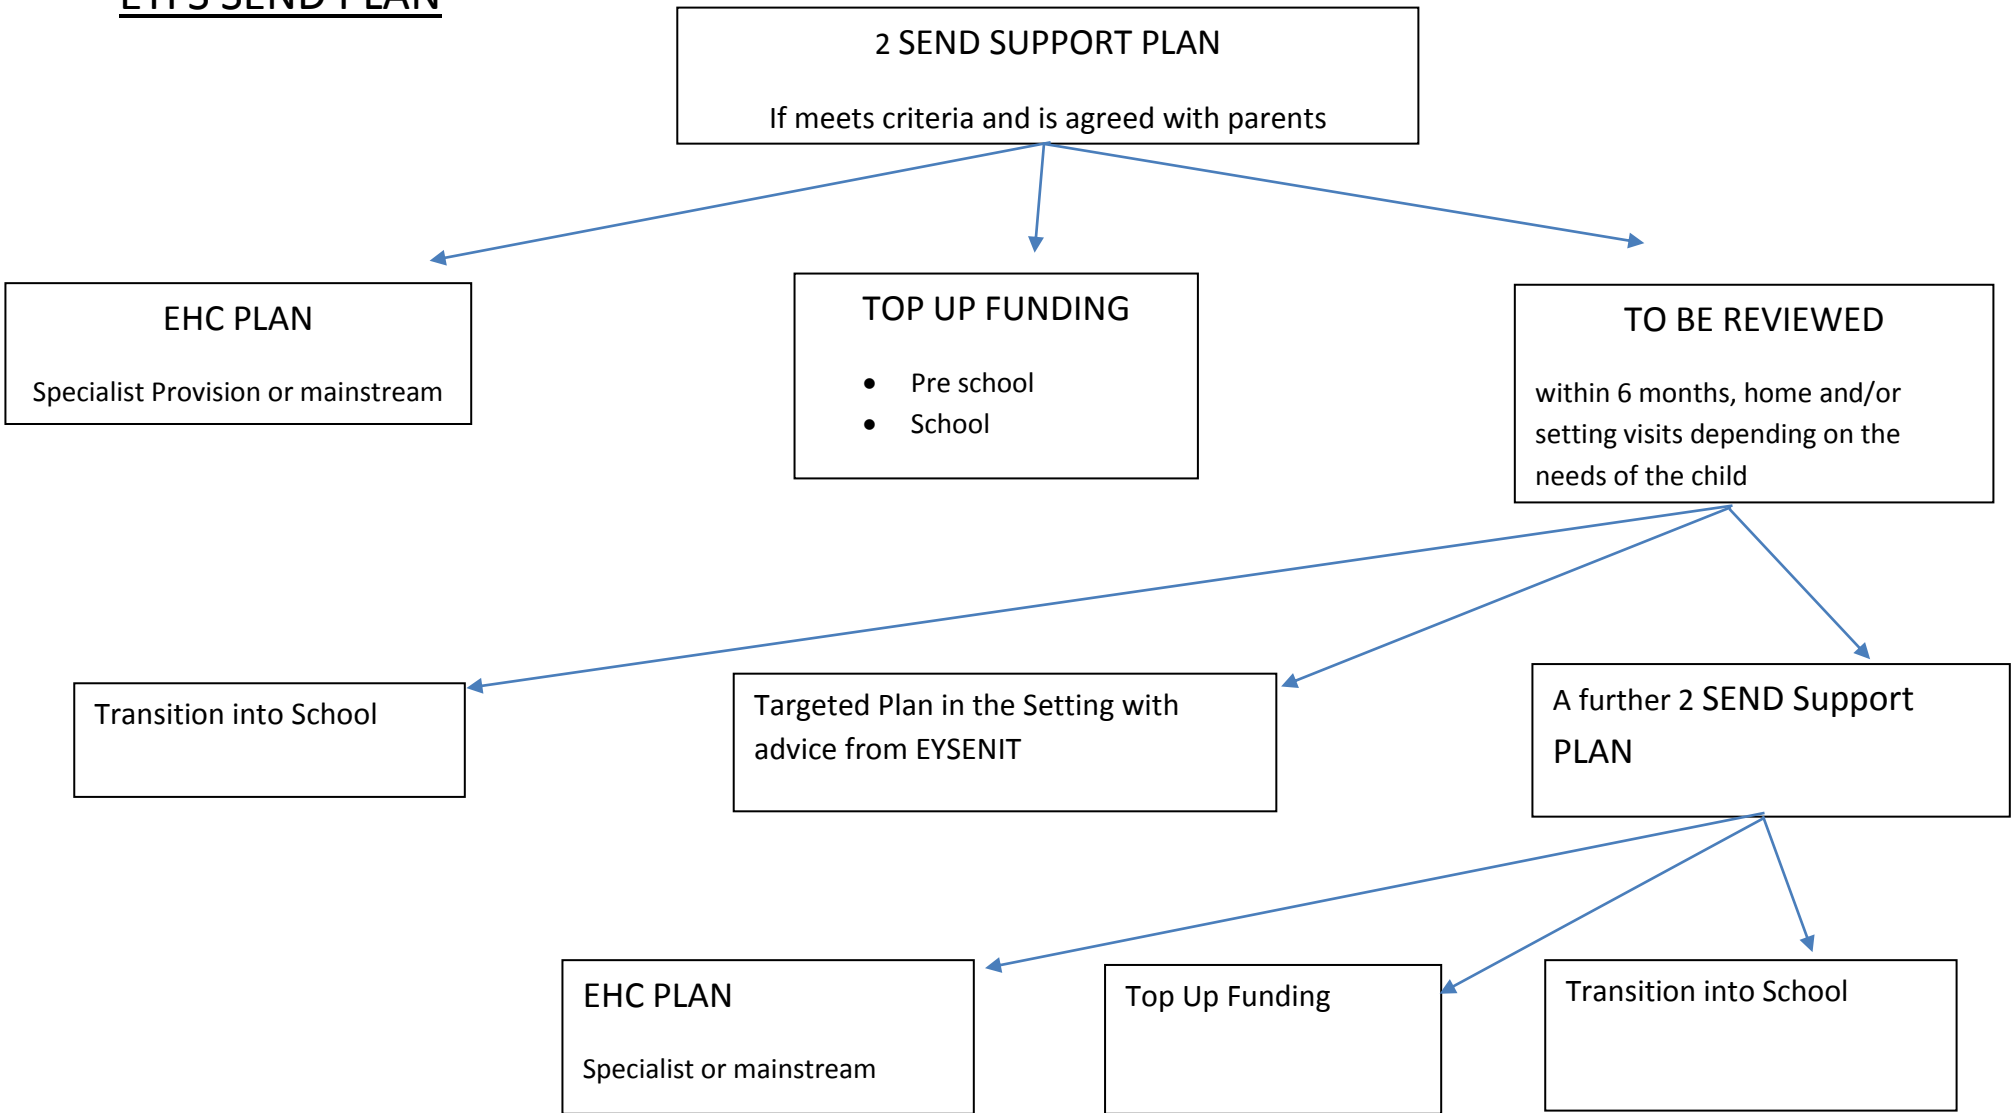 EYFS SEND PLAN
2 SEND SUPPORT PLAN
If meets criteria and is agreed with parents
EHC PLAN
Specialist Provision or mainstream
TOP UP FUNDING
• Pre school
• School
TO BE REVIEWED
within 6 months, home and/or
setting visits depending on the
needs of the child
Transition into School
Targeted Plan in the Setting with
advice from EYSENIT
A further 2 SEND Support
PLAN
EHC PLAN
Specialist or mainstream
Top Up Funding
Transition into School